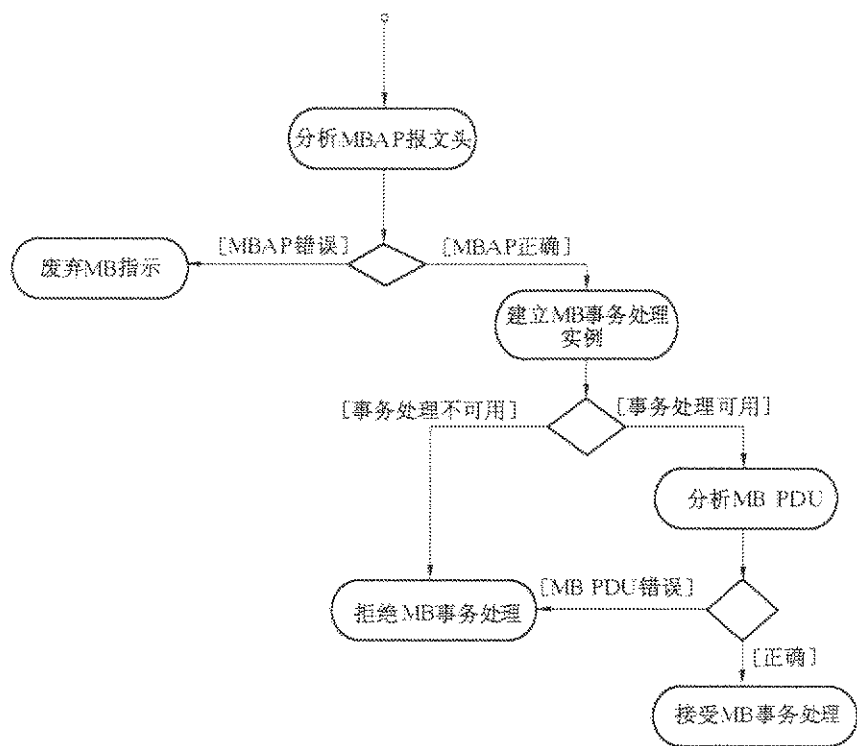 分析MBAP报文头
[MBAP错误]
[MBAP正确]
废弃MB指示
建立MB事务处理
实例
[事务处理不可用]
[事务处理可用]
分析MB PDU
[MB PDU错误]
拒绝MB事务处理
[正确]
接受MB事务处理